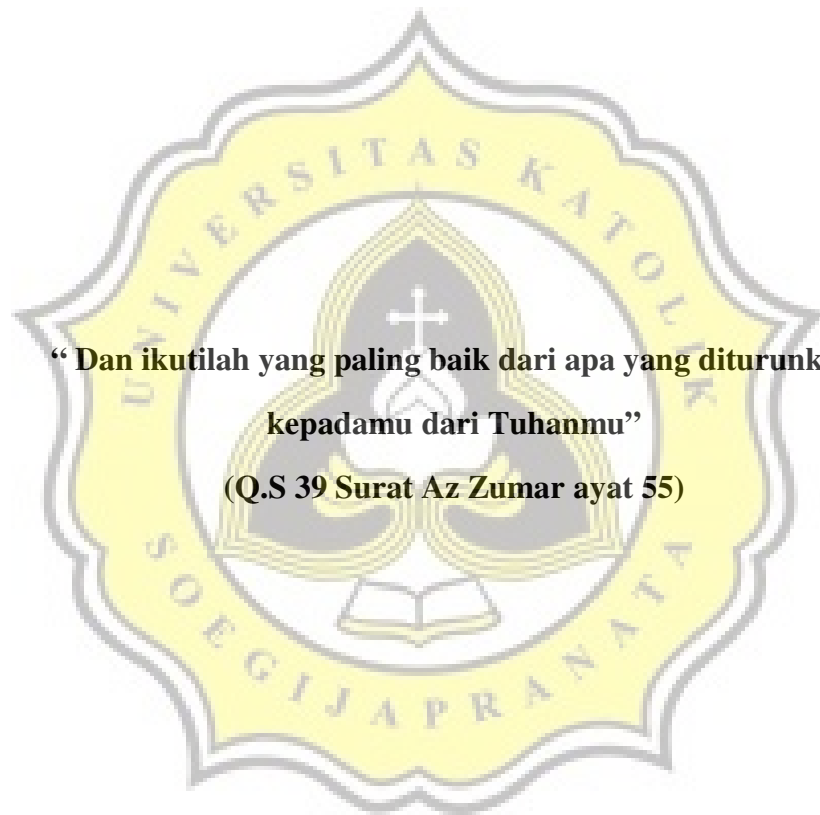 UNIVERSITAS KATOLIK
“ Dan ikutilah yang paling baik dari apa yang diturunk
kepadamu dari Tuhanmu”
(Q.S 39 Surat Az Zumar ayat 55)
SOEGIJAPRANATA